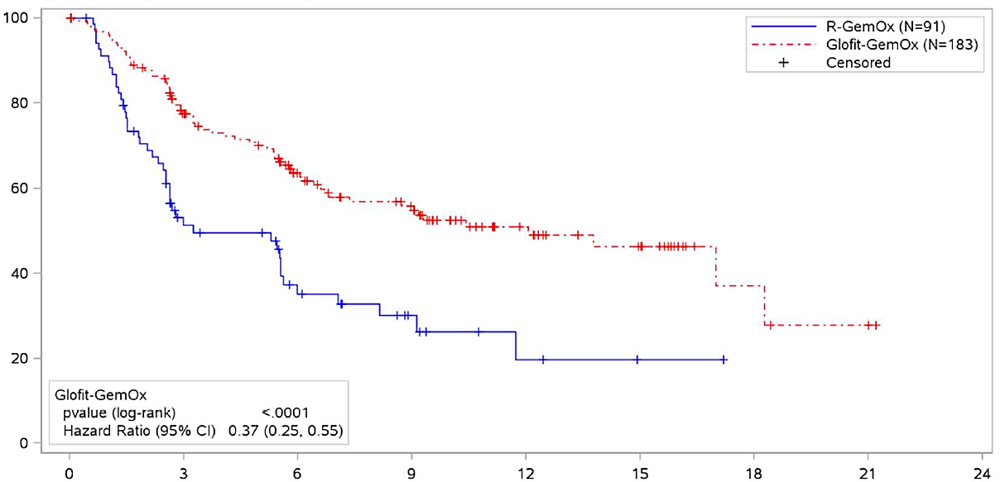 100
80
60
40
20
0
R-GemOx (N=91)
Glofit-GemOx (N=183)
+ Censored
Glofit-GemOx
pvalue (log-rank) <.0001
Hazard Ratio (95% CI) 0.37 (0.25, 0.55)
0 3 6 9 12 15 18 21 24